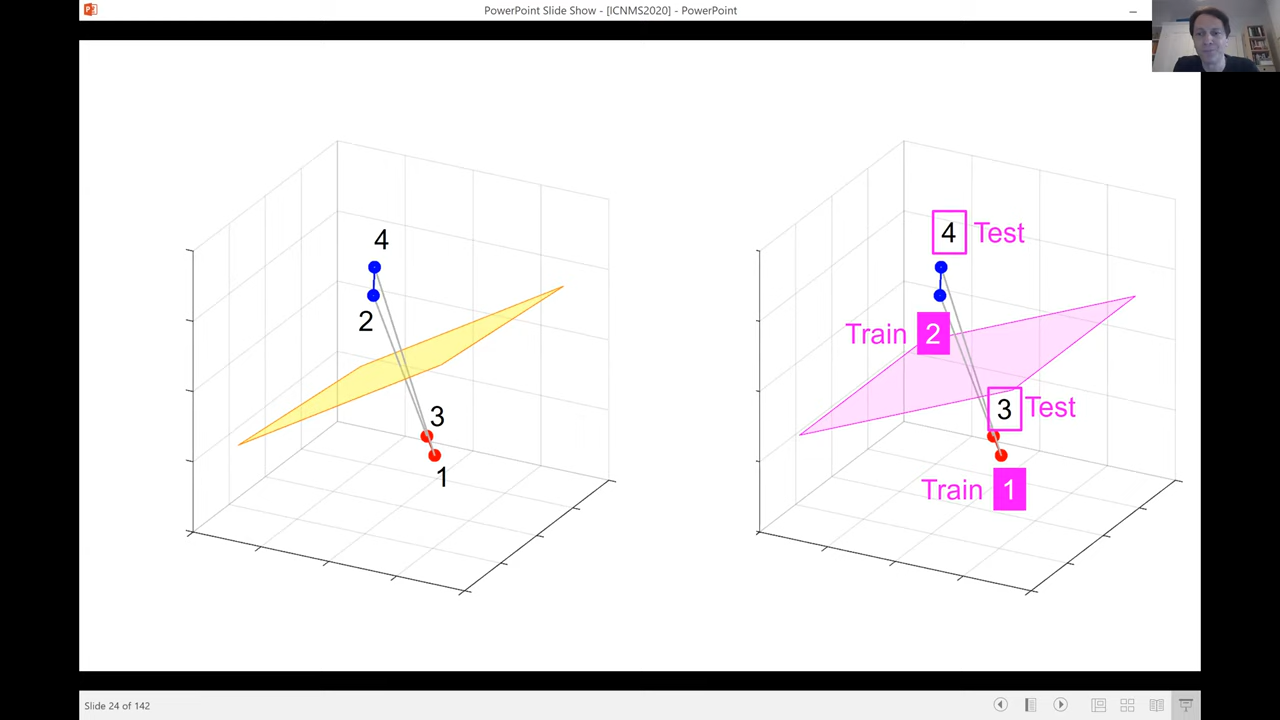 PowerPoint Slide Show - [ICNMS2020] - PowerPoint
4
2
3
1
4 Test
Train 2
3 Test
Train 1
Slide 24 of 142